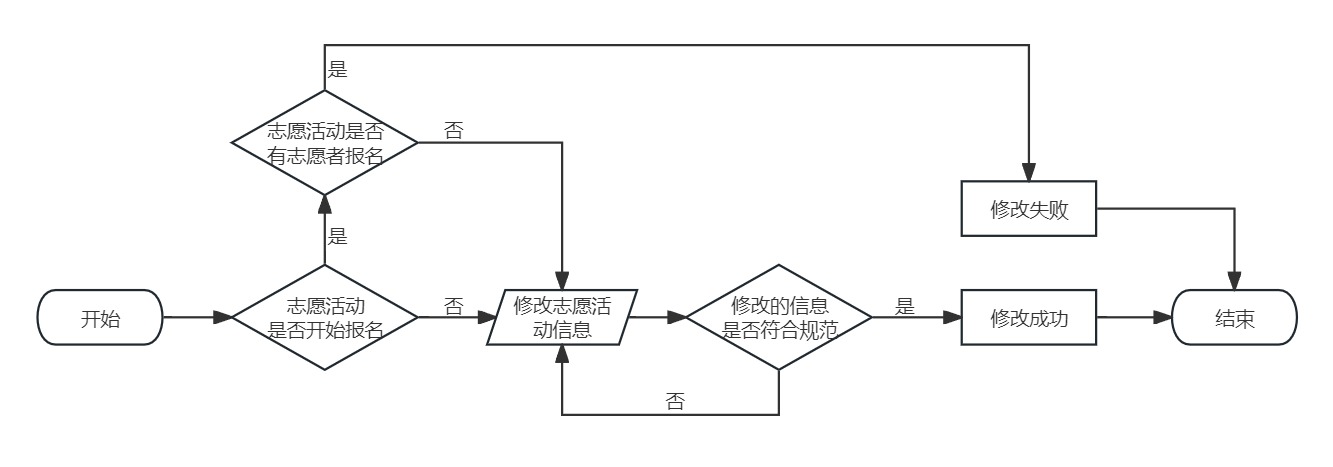 是
志愿活动是否
有志愿者报名
否
修改失败
是
开始
志愿活动
是否开始报名
否
修改志愿活
动信息
修改的信息
是否符合规范
是
修改成功
结束
否